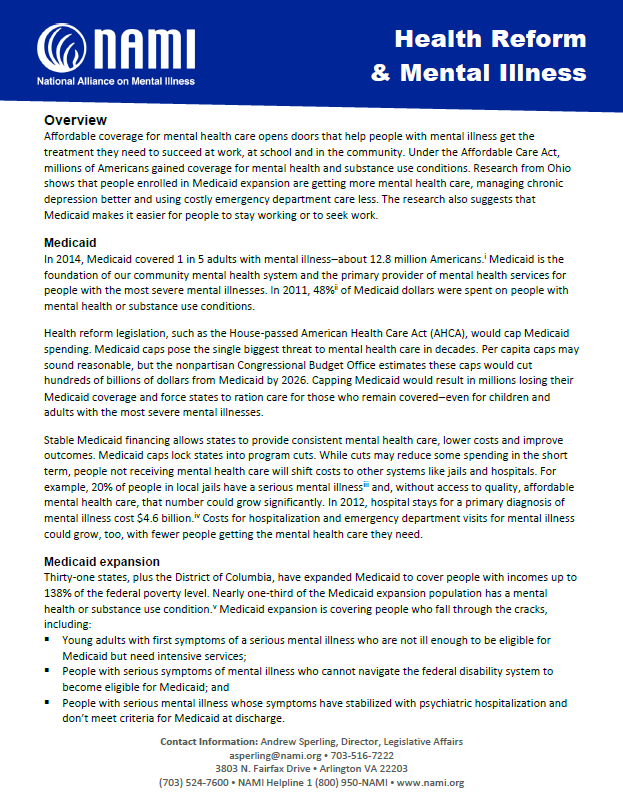 NAMI
National Alliance on Mental Illness
Health Reform
& Mental Illness
Overview
Affordable coverage for mental health care opens doors that help people with mental illness get the
treatment they need to succeed at work, at school and in the community. Under the Affordable Care Act,
millions of Americans gained coverage for mental health and substance use conditions. Research from Ohio
shows that people enrolled in Medicaid expansion are getting more mental health care, managing chronic
depression better and using costly emergency department care less. The research also suggests that
Medicaid makes it easier for people to stay working or to seek work.
Medicaid
In 2014, Medicaid covered 1 in 5 adults with mental illness–about 12.8 million Americans.ⁱ Medicaid is the
foundation of our community mental health system and the primary provider of mental health services for
people with the most severe mental illnesses. In 2011, 48%ⁱⁱ of Medicaid dollars were spent on people with
mental health or substance use conditions.
Health reform legislation, such as the House-passed American Health Care Act (AHCA), would cap Medicaid
spending. Medicaid caps pose the single biggest threat to mental health care in decades. Per capita caps may
sound reasonable, but the nonpartisan Congressional Budget Office estimates these caps would cut
hundreds of billions of dollars from Medicaid by 2026. Capping Medicaid would result in millions losing their
Medicaid coverage and force states to ration care for those who remain covered–even for children and
adults with the most severe mental illnesses.
Stable Medicaid financing allows states to provide consistent mental health care, lower costs and improve
outcomes. Medicaid caps lock states into program cuts. While cuts may reduce some spending in the short
term, people not receiving mental health care will shift costs to other systems like jails and hospitals. For
example, 20% of people in local jails have a serious mental illnessⁱⁱⁱ and, without access to quality, affordable
mental health care, that number could grow significantly. In 2012, hospital stays for a primary diagnosis of
mental illness cost $4.6 billion.ⁱᵛ Costs for hospitalization and emergency department visits for mental illness
could grow, too, with fewer people getting the mental health care they need.
Medicaid expansion
Thirty-one states, plus the District of Columbia, have expanded Medicaid to cover people with incomes up to
138% of the federal poverty level. Nearly one-third of the Medicaid expansion population has a mental
health or substance use condition.ᵛ Medicaid expansion is covering people who fall through the cracks,
including:
▪ Young adults with first symptoms of a serious mental illness who are not ill enough to be eligible for
Medicaid but need intensive services;
▪ People with serious symptoms of mental illness who cannot navigate the federal disability system to
become eligible for Medicaid; and
▪ People with serious mental illness whose symptoms have stabilized with psychiatric hospitalization and
don’t meet criteria for Medicaid at discharge.
Contact Information: Andrew Sperling, Director, Legislative Affairs
asperling@nami.org • 703-516-7222
3803 N. Fairfax Drive • Arlington VA 22203
(703) 524-7600 • NAMI Helpline 1 (800) 950-NAMI • www.nami.org